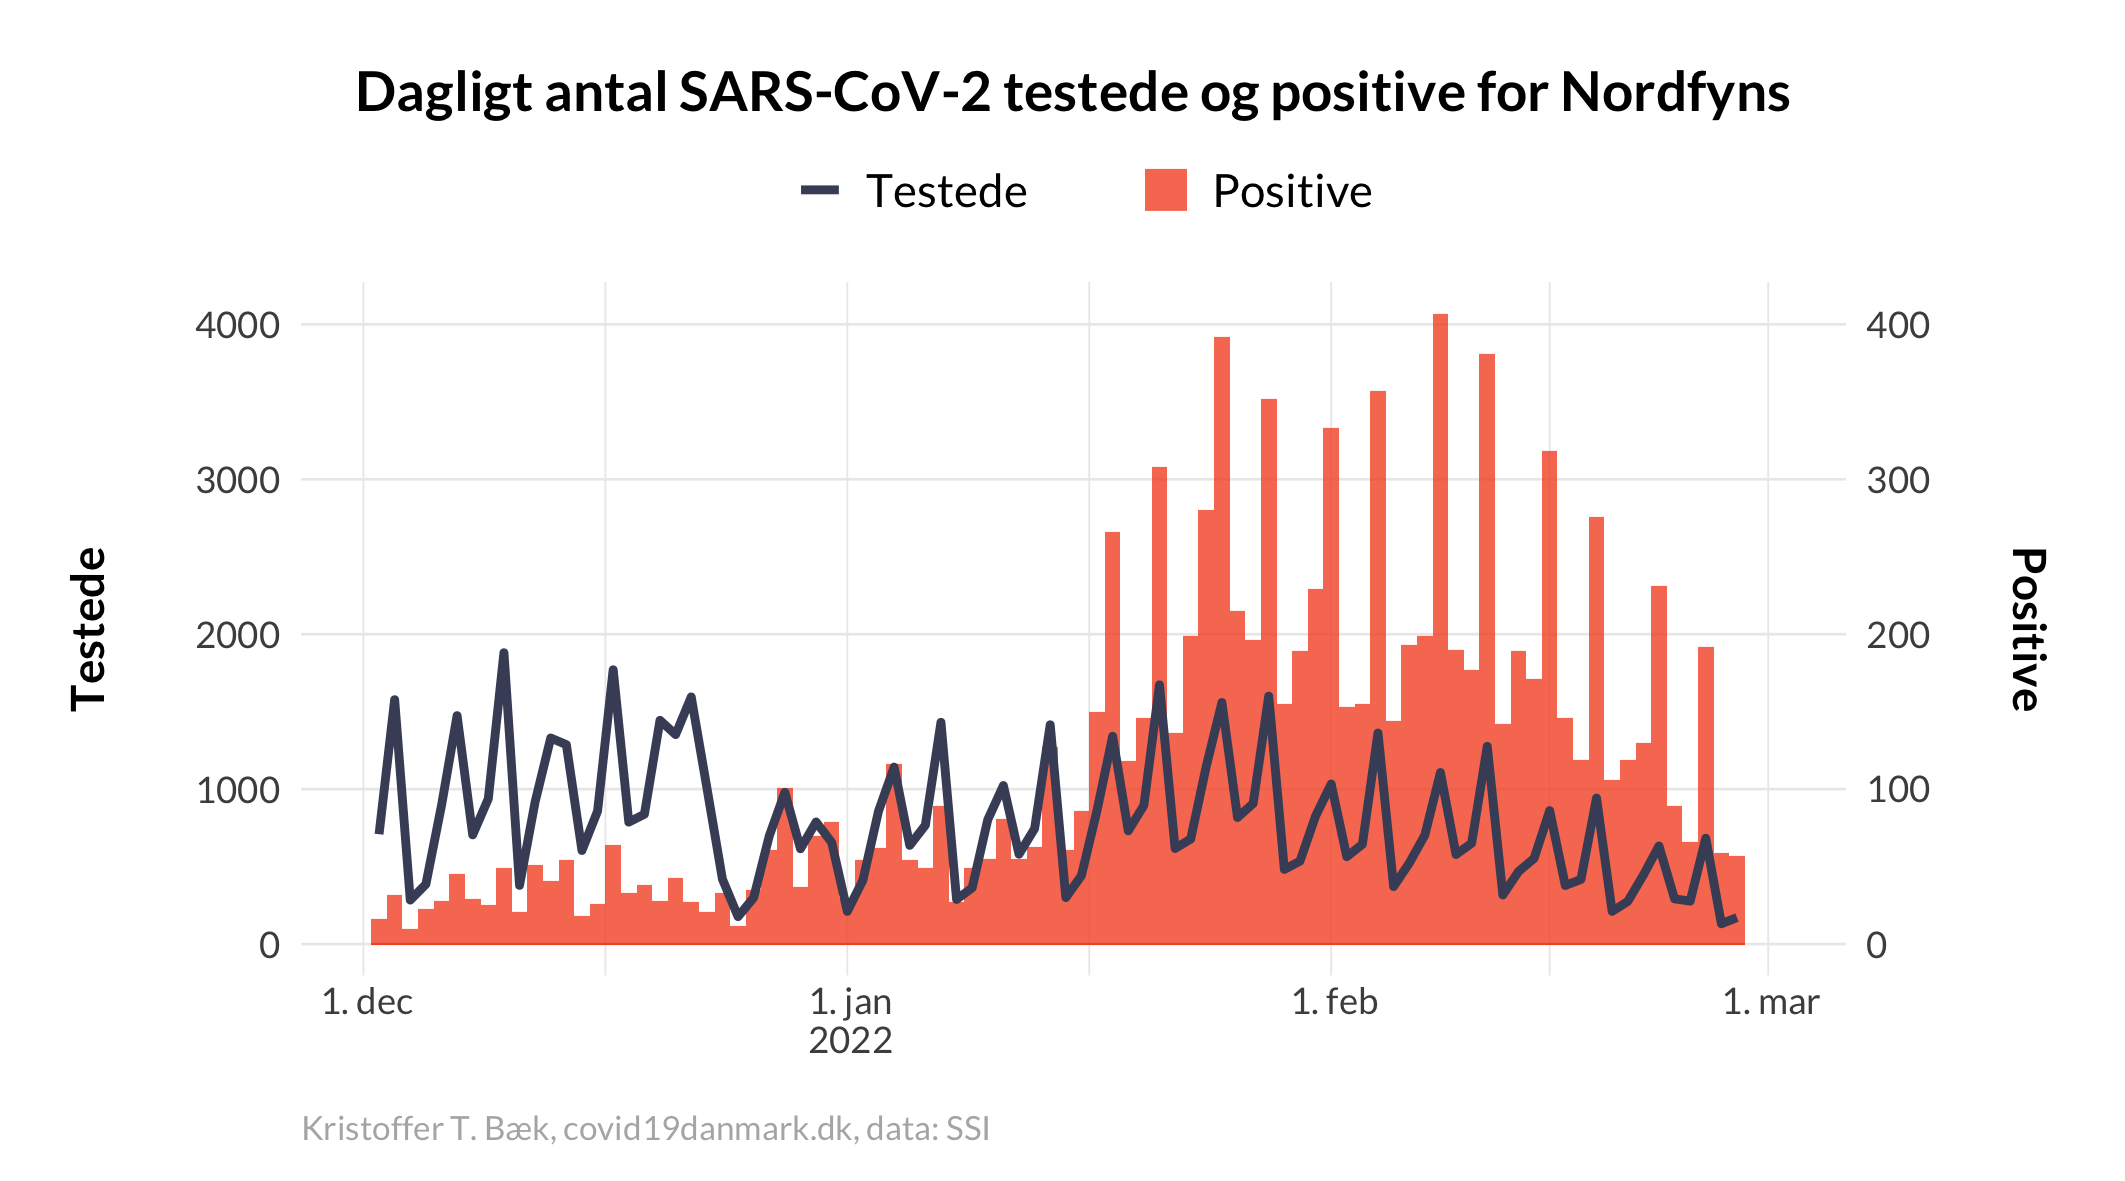 Dagligt antal SARS-CoV-2 testede og positive for Nordfyns
Testede Positive
4000 400
3000 300
2000 200
1000 100
0 0
Testede
Positive
1. dec 1. jan 1. feb 1. mar
2022
Kristoffer T. Bæk, covid19danmark.dk, data: SSI